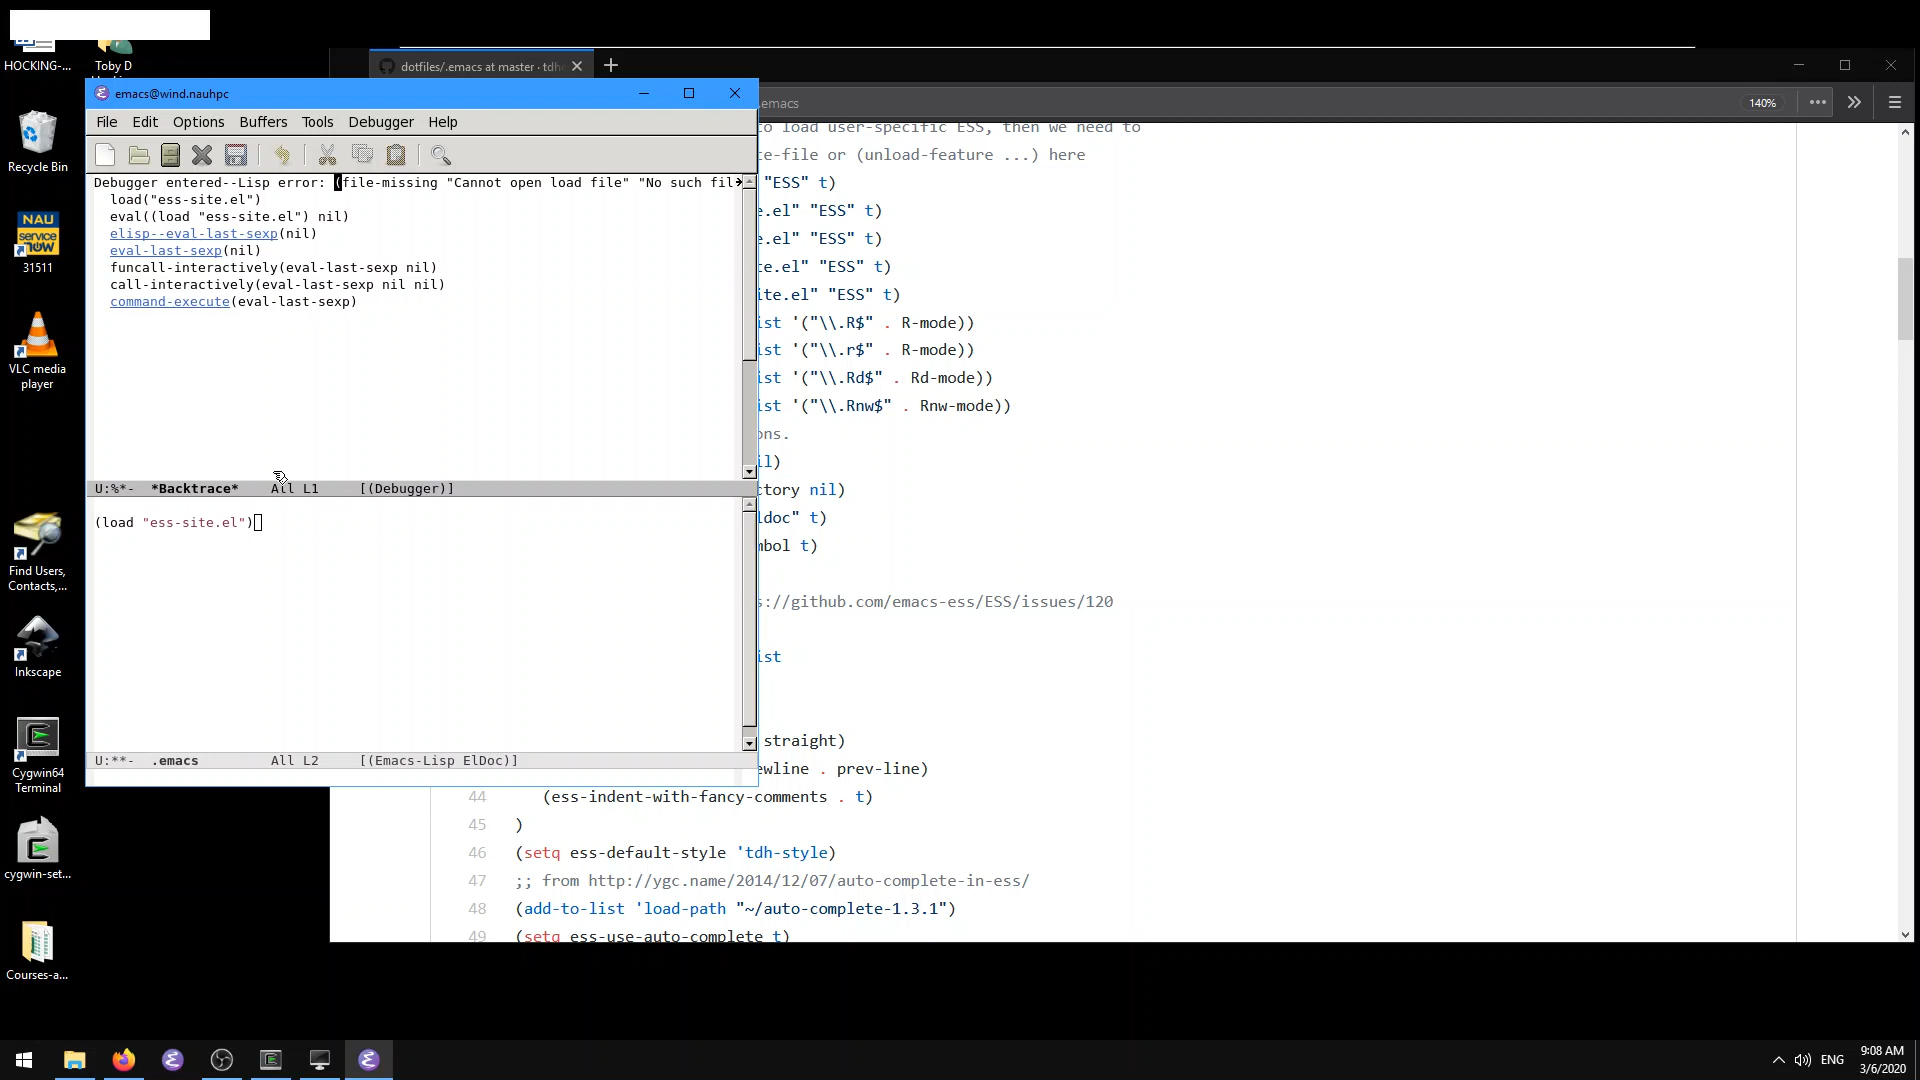 HOCKING-...
Toby D
Recycle Bin
NAU
service
now
31511
VLC media
player
Find Users,
Contacts,...
Inkscape
Cygwin64
Terminal
cygwin-set...
Courses-a...
emacs@wind.nauhpc
File Edit Options Buffers Tools Debugger Help
Debugger entered--Lisp error: (file-missing "Cannot open load file" "No such fil
load("ess-site.el")
eval((load "ess-site.el") nil)
elisp--eval-last-sexp(nil)
eval-last-sexp(nil)
funcall-interactively(eval-last-sexp nil)
call-interactively(eval-last-sexp nil nil)
command-execute(eval-last-sexp)
U:%*- *Backtrace* All L1 [(Debugger)]
(load "ess-site.el")
U:**- .emacs All L2 [(Emacs-Lisp ElDoc)]
dotfiles/.emacs at master · tdh
.emacs
140%
to load user-specific ESS, then we need to
te-file or (unload-feature ...) here
"ESS" t)
e.el" "ESS" t)
.el" "ESS" t)
te.el" "ESS" t)
ite.el" "ESS" t)
ist '("\\.R$" . R-mode))
ist '("\\.r$" . R-mode))
ist '("\\.Rd$" . Rd-mode))
ist '("\\.Rnw$" . Rnw-mode))
ons.
il)
ctory nil)
ldoc" t)
mbol t)
s://github.com/emacs-ess/ESS/issues/120
ist
straight)
ewline . prev-line)
44 (ess-indent-with-fancy-comments . t)
45 )
46 (setq ess-default-style 'tdh-style)
47 ;; from http://ygc.name/2014/12/07/auto-complete-in-ess/
48 (add-to-list 'load-path "~/auto-complete-1.3.1")
49 (setq ess-use-auto-complete t)
ENG
9:08 AM
3/6/2020